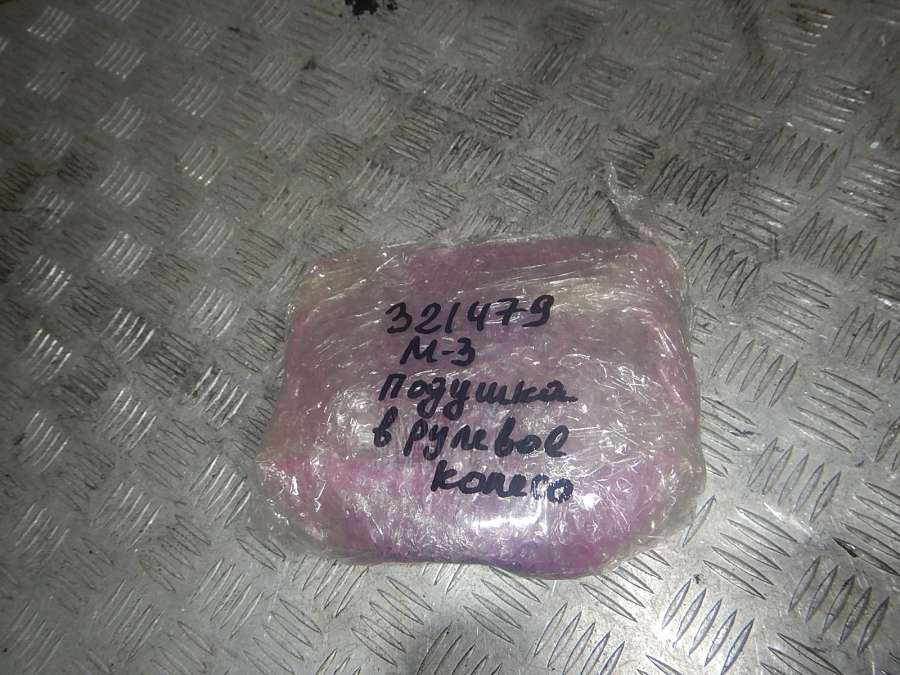 321479
М-3
Подушка
в рулевое
колесо